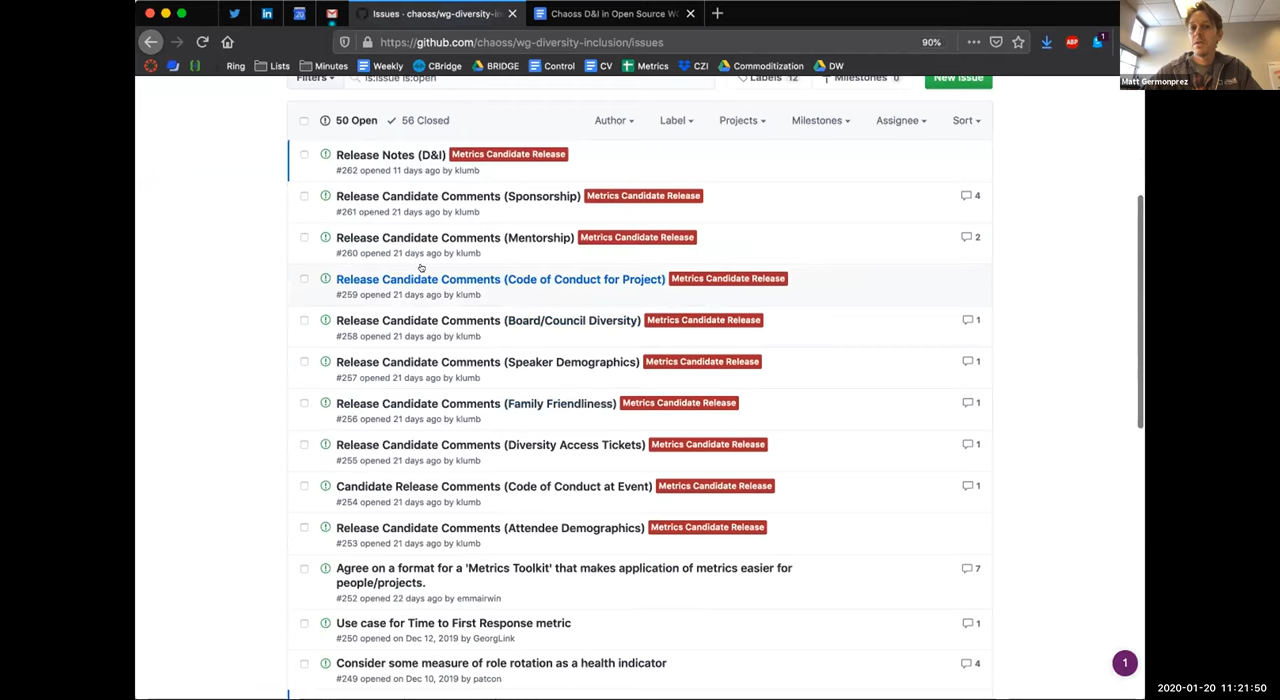 Issues · chaoss/wg-diversity-i
Chaoss D&I in Open Source W
https://github.com/chaoss/wg-diversity-inclusion/issues
90%
ABP
1
Ring
Lists
Minutes
Weekly
CBridge
BRIDGE
Control
CV
Metrics
CZI
Commoditization
DW
Matt Germonprez
Filters
is:issue is:open
Labels 12
Milestones 0
New issue
50 Open
56 Closed
Author
Label
Projects
Milestones
Assignee
Sort
Release Notes (D&I) Metrics Candidate Release
#262 opened 11 days ago by klumb
Release Candidate Comments (Sponsorship) Metrics Candidate Release
4
#261 opened 21 days ago by klumb
Release Candidate Comments (Mentorship) Metrics Candidate Release
2
#260 opened 21 days ago by klumb
Release Candidate Comments (Code of Conduct for Project) Metrics Candidate Release
#259 opened 21 days ago by klumb
Release Candidate Comments (Board/Council Diversity) Metrics Candidate Release
1
#258 opened 21 days ago by klumb
Release Candidate Comments (Speaker Demographics) Metrics Candidate Release
1
#257 opened 21 days ago by klumb
Release Candidate Comments (Family Friendliness) Metrics Candidate Release
1
#256 opened 21 days ago by klumb
Release Candidate Comments (Diversity Access Tickets) Metrics Candidate Release
1
#255 opened 21 days ago by klumb
Candidate Release Comments (Code of Conduct at Event) Metrics Candidate Release
1
#254 opened 21 days ago by klumb
Release Candidate Comments (Attendee Demographics) Metrics Candidate Release
#253 opened 21 days ago by klumb
Agree on a format for a 'Metrics Toolkit' that makes application of metrics easier for
people/projects.
7
#252 opened 22 days ago by emmairwin
Use case for Time to First Response metric
1
#250 opened on Dec 12, 2019 by GeorgLink
Consider some measure of role rotation as a health indicator
4
#249 opened on Dec 10, 2019 by patcon
1
2020-01-20 11:21:50